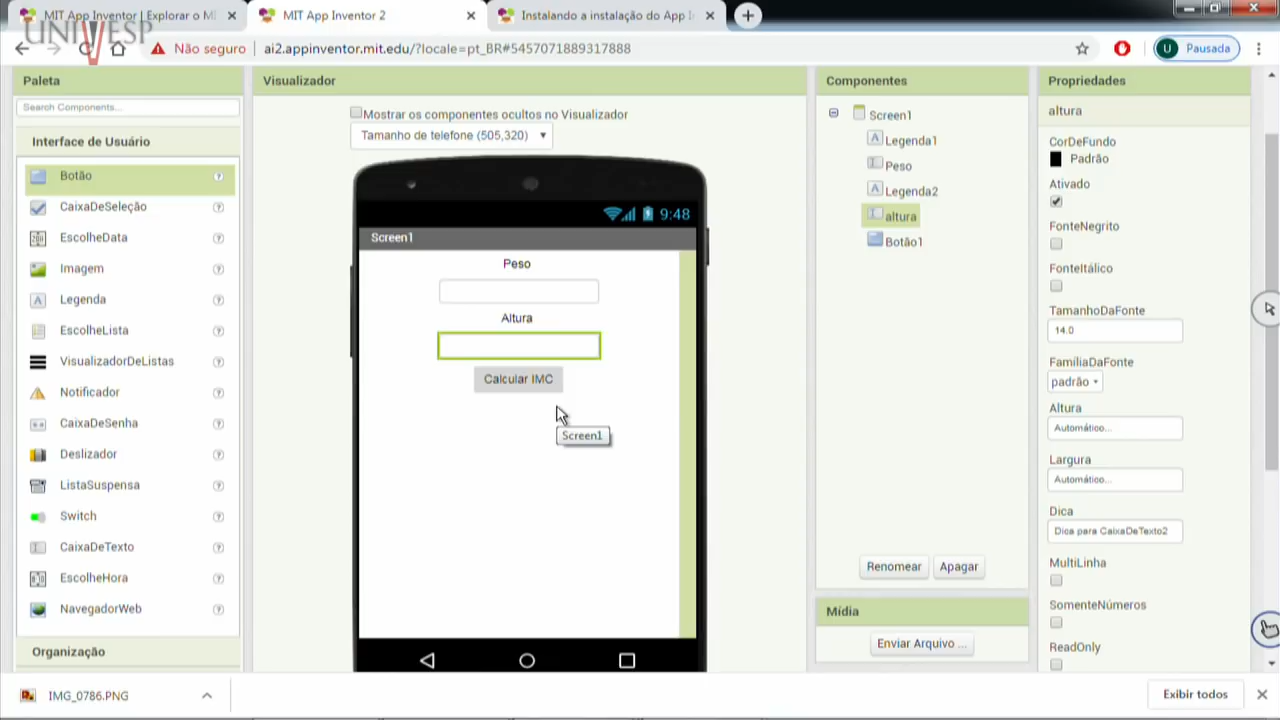 MIT App Inventor | Explorar o MI
MIT App Inventor 2
Instalando a instalação do App I
UNIVESP
Não seguro
ai2.appinventor.mit.edu/?locale=pt_BR#5457071889317888
U
Pausada
Paleta
Search Components...
Interface de Usuário
Botão
CaixaDeSeleção
EscolheData
Imagem
Legenda
EscolheLista
VisualizadorDeListas
Notificador
CaixaDeSenha
Deslizador
ListaSuspensa
Switch
CaixaDeTexto
EscolheHora
NavegadorWeb
Organização
Visualizador
Mostrar os componentes ocultos no Visualizador
Tamanho de telefone (505,320)
9:48
Screen1
Peso
Altura
Calcular IMC
Screen1
Componentes
Screen1
Legenda1
Peso
Legenda2
altura
Botão1
Renomear
Apagar
Mídia
Enviar Arquivo ...
Propriedades
altura
CorDeFundo
Padrão
Ativado
FonteNegrito
FonteItálico
TamanhoDaFonte
14.0
FamíliaDaFonte
padrão
Altura
Automático...
Largura
Automático...
Dica
Dica para CaixaDeTexto2
MultiLinha
SomenteNúmeros
ReadOnly
IMG_0786.PNG
Exibir todos